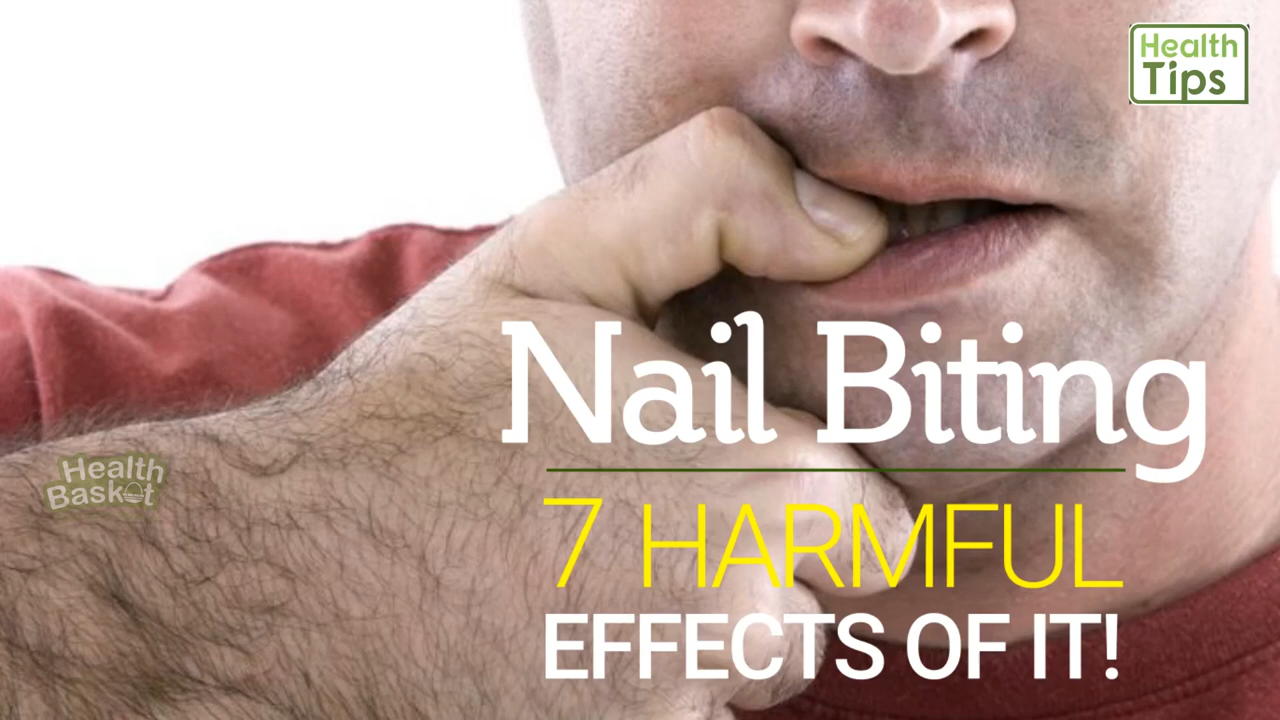 Health
Tips
Nail Biting
7 HARMFUL
EFFECTS OF IT!
Health
Basket